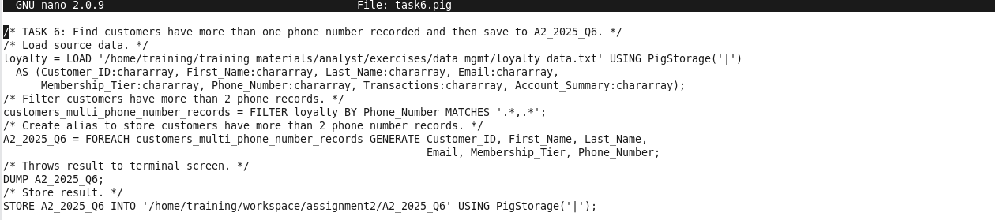 GNU nano 2.0.9 File: task6.pig
/* TASK 6: Find customers have more than one phone number recorded and then save to A2_2025_Q6. */
/* Load source data. */
loyalty = LOAD '/home/training/training_materials/analyst/exercises/data_mgmt/loyalty_data.txt' USING PigStorage('|')
  AS (Customer_ID:chararray, First_Name:chararray, Last_Name:chararray, Email:chararray,
      Membership_Tier:chararray, Phone_Number:chararray, Transactions:chararray, Account_Summary:chararray);
/* Filter customers have more than 2 phone records. */
customers_multi_phone_number_records = FILTER loyalty BY Phone_Number MATCHES '.*,.*';
/* Create alias to store customers have more than 2 phone number records. */
A2_2025_Q6 = FOREACH customers_multi_phone_number_records GENERATE Customer_ID, First_Name, Last_Name,
                                                                   Email, Membership_Tier, Phone_Number;
/* Throws result to terminal screen. */
DUMP A2_2025_Q6;
/* Store result. */
STORE A2_2025_Q6 INTO '/home/training/workspace/assignment2/A2_2025_Q6' USING PigStorage('|');